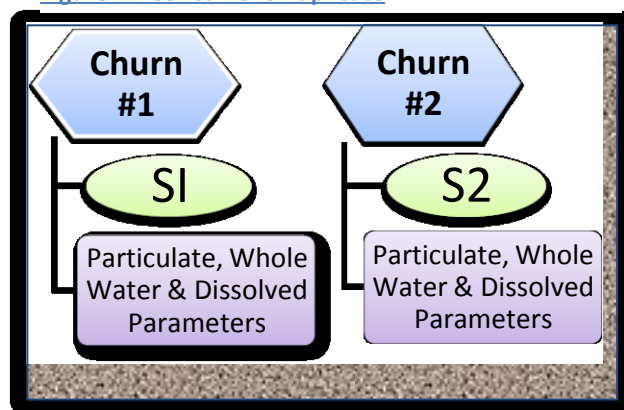 Churn
#1
SI
Particulate, Whole
Water & Dissolved
Parameters
Churn
#2
S2
Particulate, Whole
Water & Dissolved
Parameters